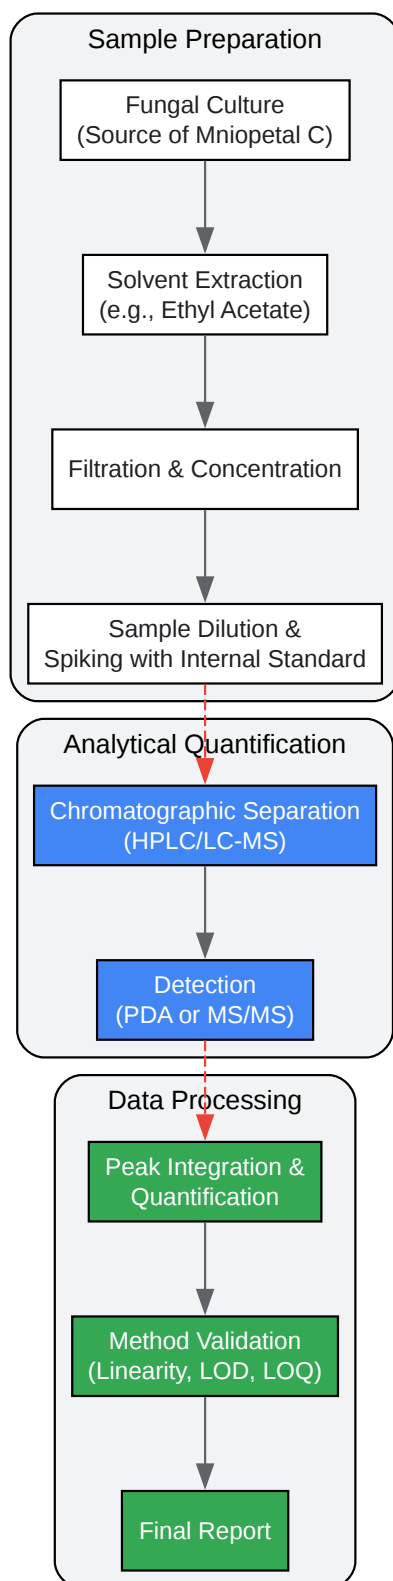 Sample Preparation
Fungal Culture
(Source of Mniopetal C)
Solvent Extraction
(e.g., Ethyl Acetate)
Filtration & Concentration
Sample Dilution &
Spiking with Internal Standard
Analytical Quantification
Chromatographic Separation
(HPLC/LC-MS)
Detection
(PDA or MS/MS)
Data Processing
Peak Integration &
Quantification
Method Validation
(Linearity, LOD, LOQ)
Final Report